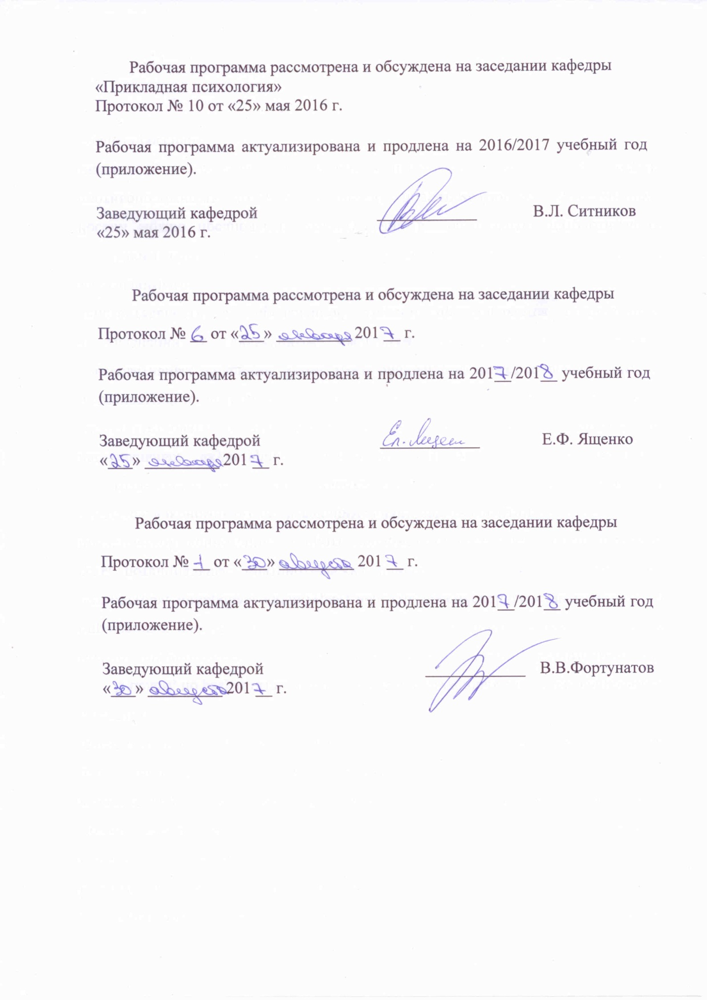 Рабочая программа рассмотрена и обсуждена на заседании кафедры
«Прикладная психология»
Протокол № 10 от «25» мая 2016 г.
Рабочая программа актуализирована и продлена на 2016/2017 учебный год
(приложение).
Заведующий кафедрой В.Л. Ситников
«25» мая 2016 г.
Рабочая программа рассмотрена и обсуждена на заседании кафедры
Протокол № 6 от «25» января 2017 г.
Рабочая программа актуализирована и продлена на 2017/2018 учебный год
(приложение).
Заведующий кафедрой Е.Ф. Ященко
«25» января 2017 г.
Рабочая программа рассмотрена и обсуждена на заседании кафедры
Протокол № 1 от «30» августа 2017 г.
Рабочая программа актуализирована и продлена на 2017/2018 учебный год
(приложение).
Заведующий кафедрой В.В.Фортунатов
«30» августа 2017 г.